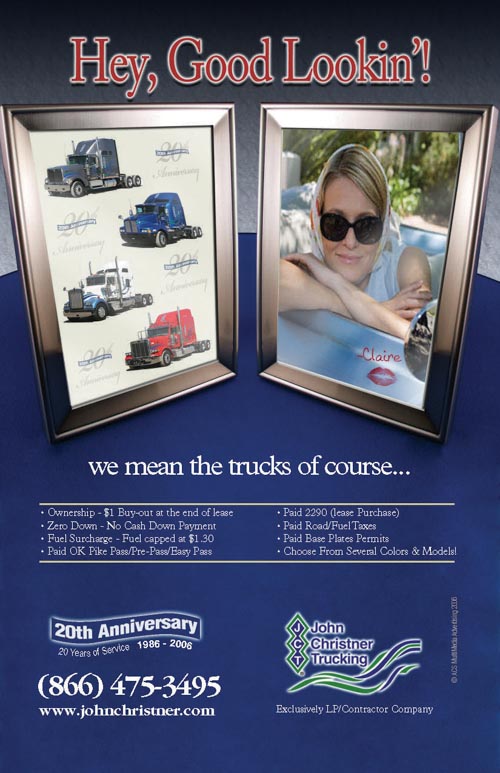 Hey, Good Lookin'!
20th
Anniversary
20th
Anniversary
20th
Anniversary
20th
Anniversary
-Claire
we mean the trucks of course...
• Ownership - $1 Buy-out at the end of lease
• Zero Down - No Cash Down Payment
• Fuel Surcharge - Fuel capped at $1.30
• Paid OK Pike Pass/Pre-Pass/Easy Pass
• Paid 2290 (lease Purchase)
• Paid Road/Fuel Taxes
• Paid Base Plates Permits
• Choose From Several Colors & Models!
20th Anniversary
20 Years of Service 1986 - 2006
(866) 475-3495
www.johnchristner.com
J
C
T
John
Christner
Trucking
Exclusively LP/Contractor Company
© ACS MultiMedia Advertising 2006